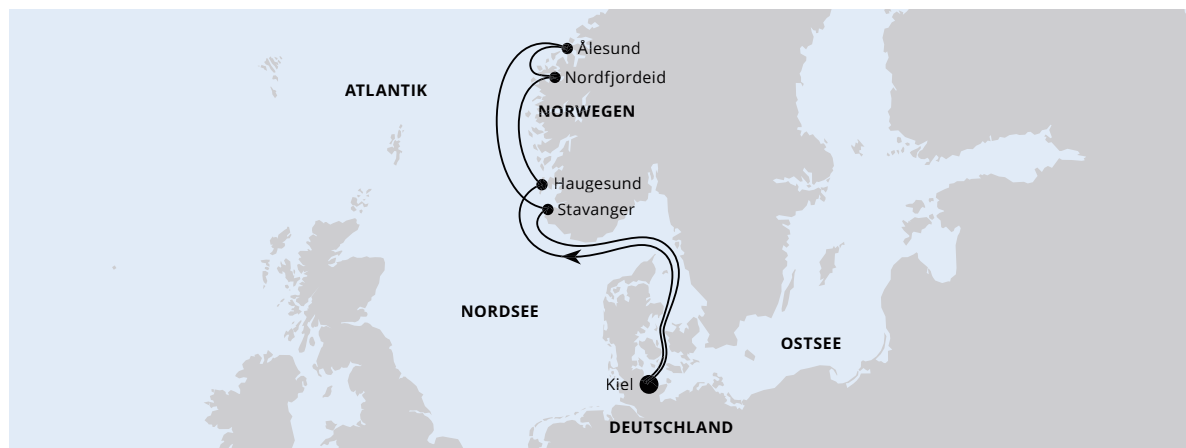 Ålesund
Nordfjordeid
ATLANTIK
NORWEGEN
Haugesund
Stavanger
NORDSEE
OSTSEE
Kiel
DEUTSCHLAND